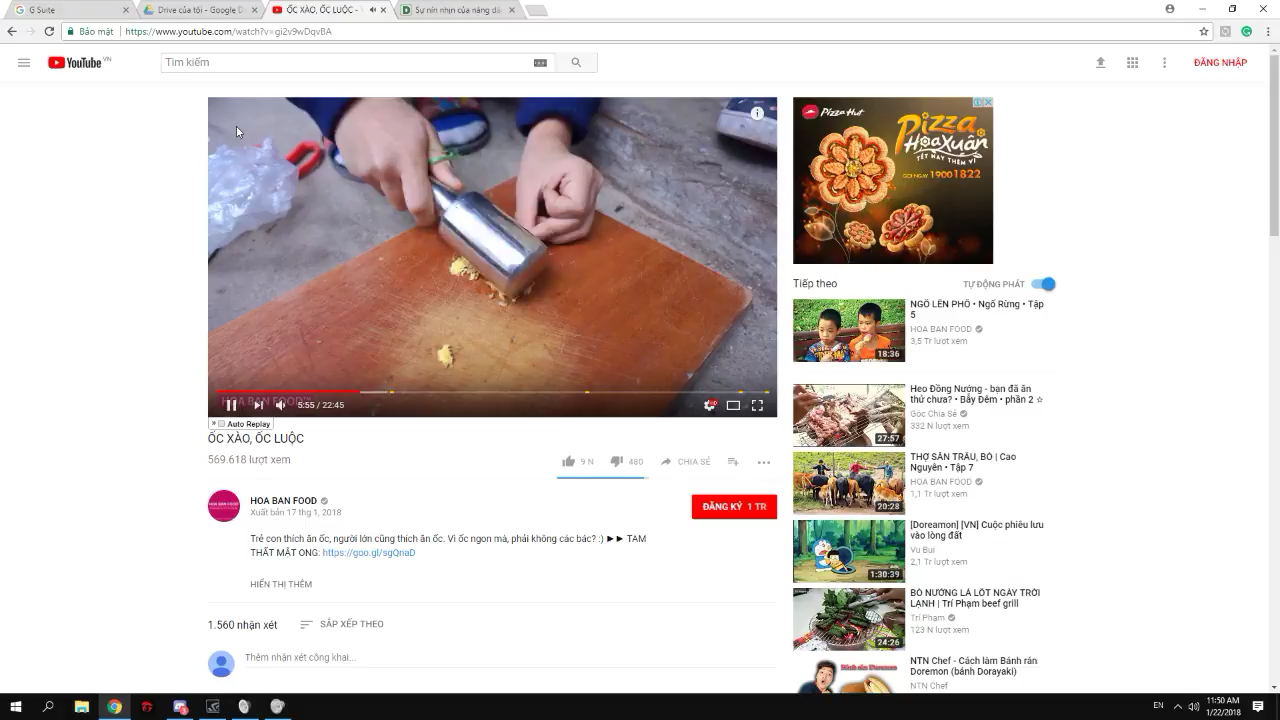 G Suite
Drive của tôi - Google D
ỐC XÀO, ỐC LUỘC -
Sự nín nhịn của nàng dâ
Bảo mật
https://www.youtube.com/watch?v=gi2v9wDqvBA
YouTube VN
Tìm kiếm
ĐĂNG NHẬP
HOA BAN FOOD
5:55 / 22:45
HD
Auto Replay
ỐC XÀO, ỐC LUỘC
569.618 lượt xem
9 N
480
CHIA SẺ
HOA BAN FOOD
Xuất bản 17 thg 1, 2018
ĐĂNG KÝ 1 TR
Trẻ con thích ăn ốc, người lớn cũng thích ăn ốc. Vì ốc ngon mà, phải không các bác? :) ►► TAM
THẤT MẬT ONG: https://goo.gl/sgQnaD
HIỂN THỊ THÊM
1.560 nhận xét
SẮP XẾP THEO
Thêm nhận xét công khai...
Pizza Hut
Pizza
Hoa Xuân
TẾT NAY THÊM VỊ
GỌI NGAY 1900 1822
Tiếp theo
TỰ ĐỘNG PHÁT
18:36
NGỐ LÊN PHỐ • Ngố Rừng • Tập
5
HOA BAN FOOD
3,5 Tr lượt xem
27:57
Heo Đồng Nướng - bạn đã ăn
thử chưa? • Bẫy Đêm • phần 2 ☆
Góc Chia Sẻ
332 N lượt xem
20:28
THỢ SĂN TRÂU, BÒ | Cao
Nguyên • Tập 7
HOA BAN FOOD
1,1 Tr lượt xem
1:30:39
[Doreamon] [VN] Cuộc phiêu lưu
vào lòng đất
Vu Bui
2,1 Tr lượt xem
24:26
BÒ NƯỚNG LÁ LỐT NGÀY TRỜI
LẠNH | Trí Phạm beef grill
Trí Phạm
123 N lượt xem
Bánh rán Doremon
NTN Chef - Cách làm Bánh rán
Doremon (bánh Dorayaki)
NTN Chef
EN
11:50 AM
1/22/2018